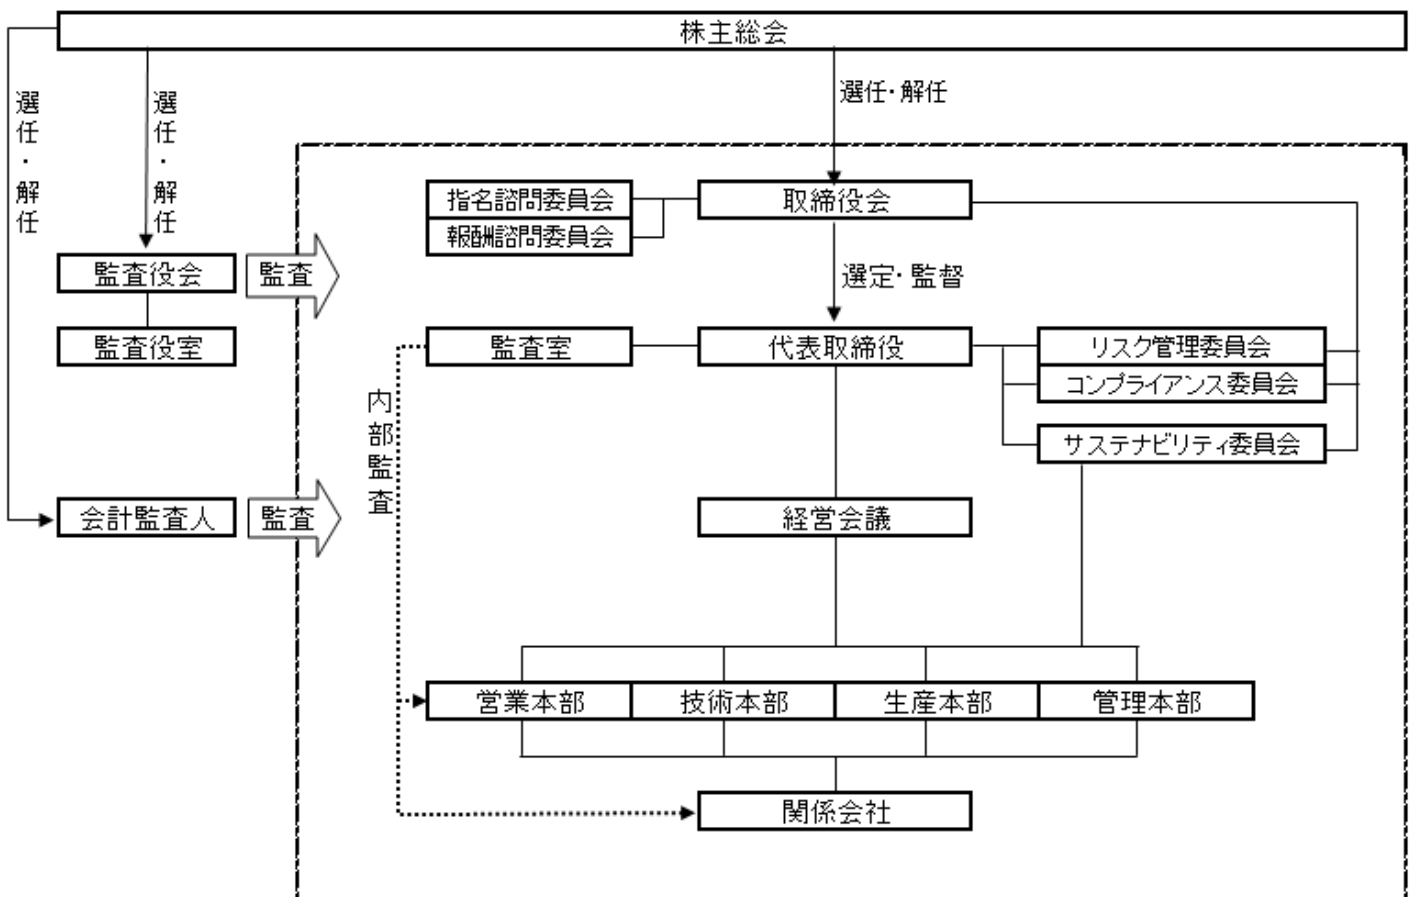 株主総会
選任・解任
選任・解任
選任・解任
指名諮問委員会
報酬諮問委員会
取締役会
監査役会
監査
選定・監督
監査役室
監査室
代表取締役
リスク管理委員会
コンプライアンス委員会
サステナビリティ委員会
内部監査
会計監査人
監査
経営会議
営業本部
技術本部
生産本部
管理本部
関係会社